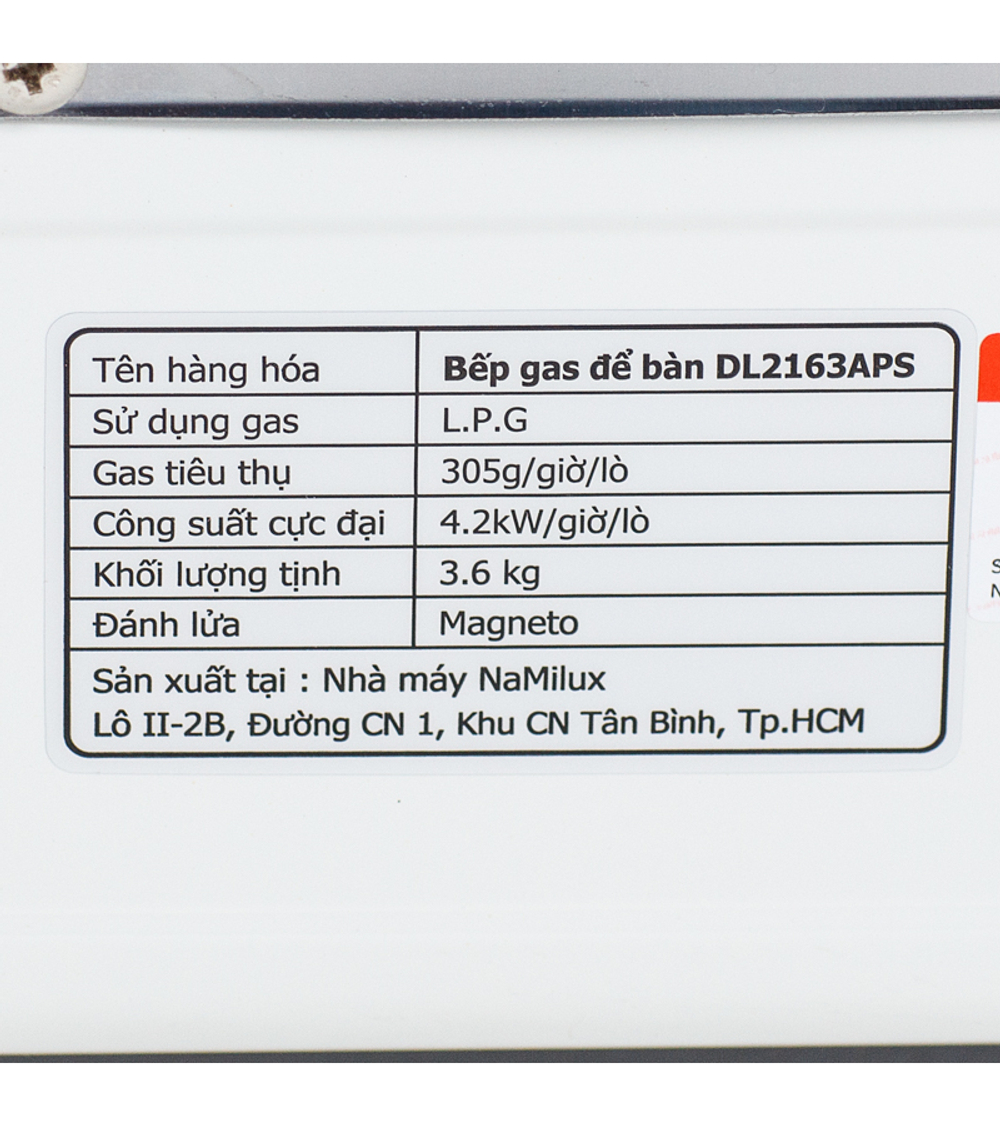 Tên hàng hóa Bếp gas để bàn DL2163APS
Sử dụng gas L.P.G
Gas tiêu thụ 305g/giờ/lò
Công suất cực đại 4.2kW/giờ/lò
Khối lượng tịnh 3.6 kg
Đánh lửa Magneto
Sản xuất tại : Nhà máy NaMilux
Lô II-2B, Đường CN 1, Khu CN Tân Bình, Tp.HCM